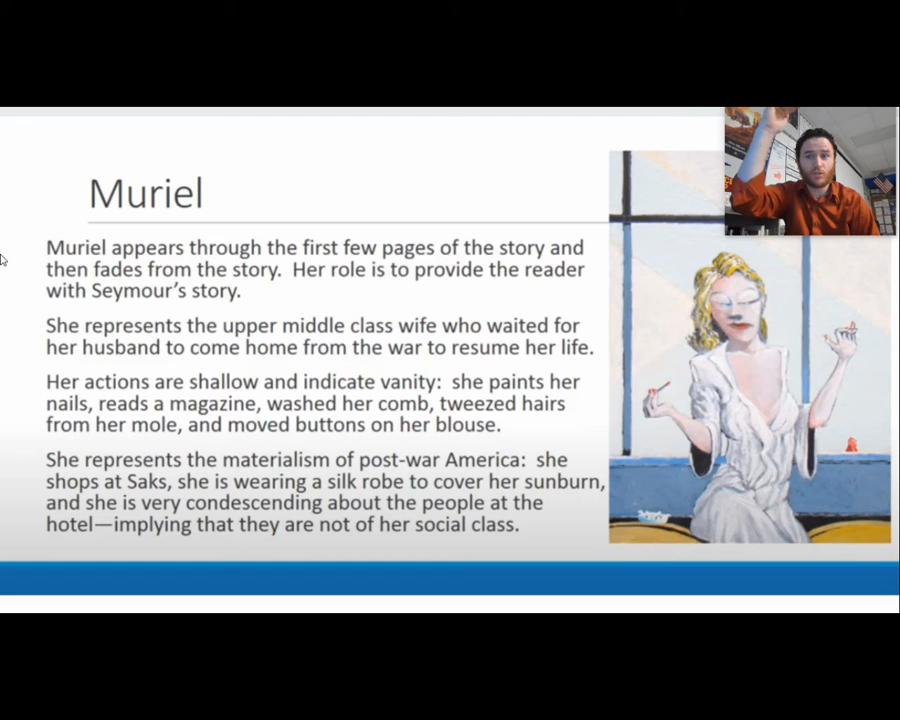 Muriel
Muriel appears through the first few pages of the story and
then fades from the story.  Her role is to provide the reader
with Seymour's story.
She represents the upper middle class wife who waited for
her husband to come home from the war to resume her life.
Her actions are shallow and indicate vanity:  she paints her
nails, reads a magazine, washed her comb, tweezed hairs
from her mole, and moved buttons on her blouse.
She represents the materialism of post-war America:  she
shops at Saks, she is wearing a silk robe to cover her sunburn,
and she is very condescending about the people at the
hotel—implying that they are not of her social class.